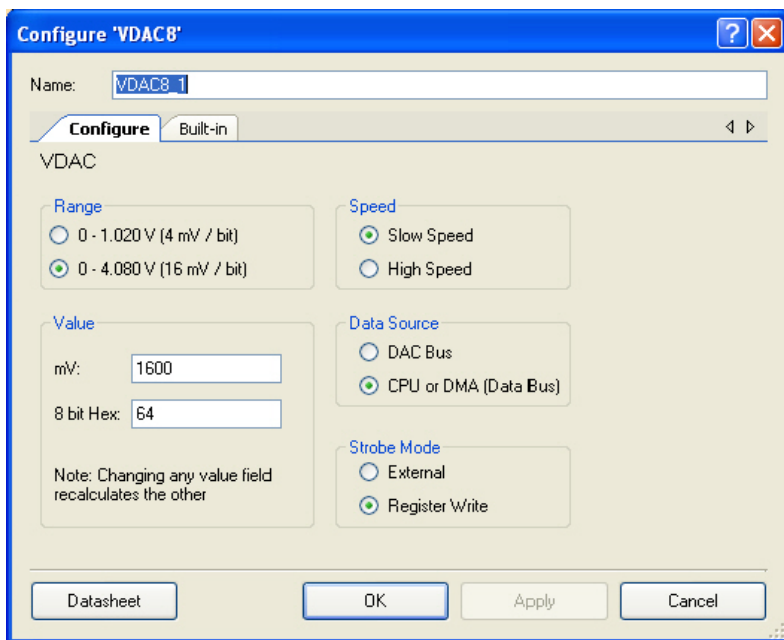 Configure 'VDAC8'
Name: VDAC8_1
Configure Built-in
VDAC
Range
0 - 1.020 V (4 mV / bit)
0 - 4.080 V (16 mV / bit)
Speed
Slow Speed
High Speed
Value
mV: 1600
8 bit Hex: 64
Note: Changing any value field
recalculates the other
Data Source
DAC Bus
CPU or DMA (Data Bus)
Strobe Mode
External
Register Write
Datasheet OK Apply Cancel